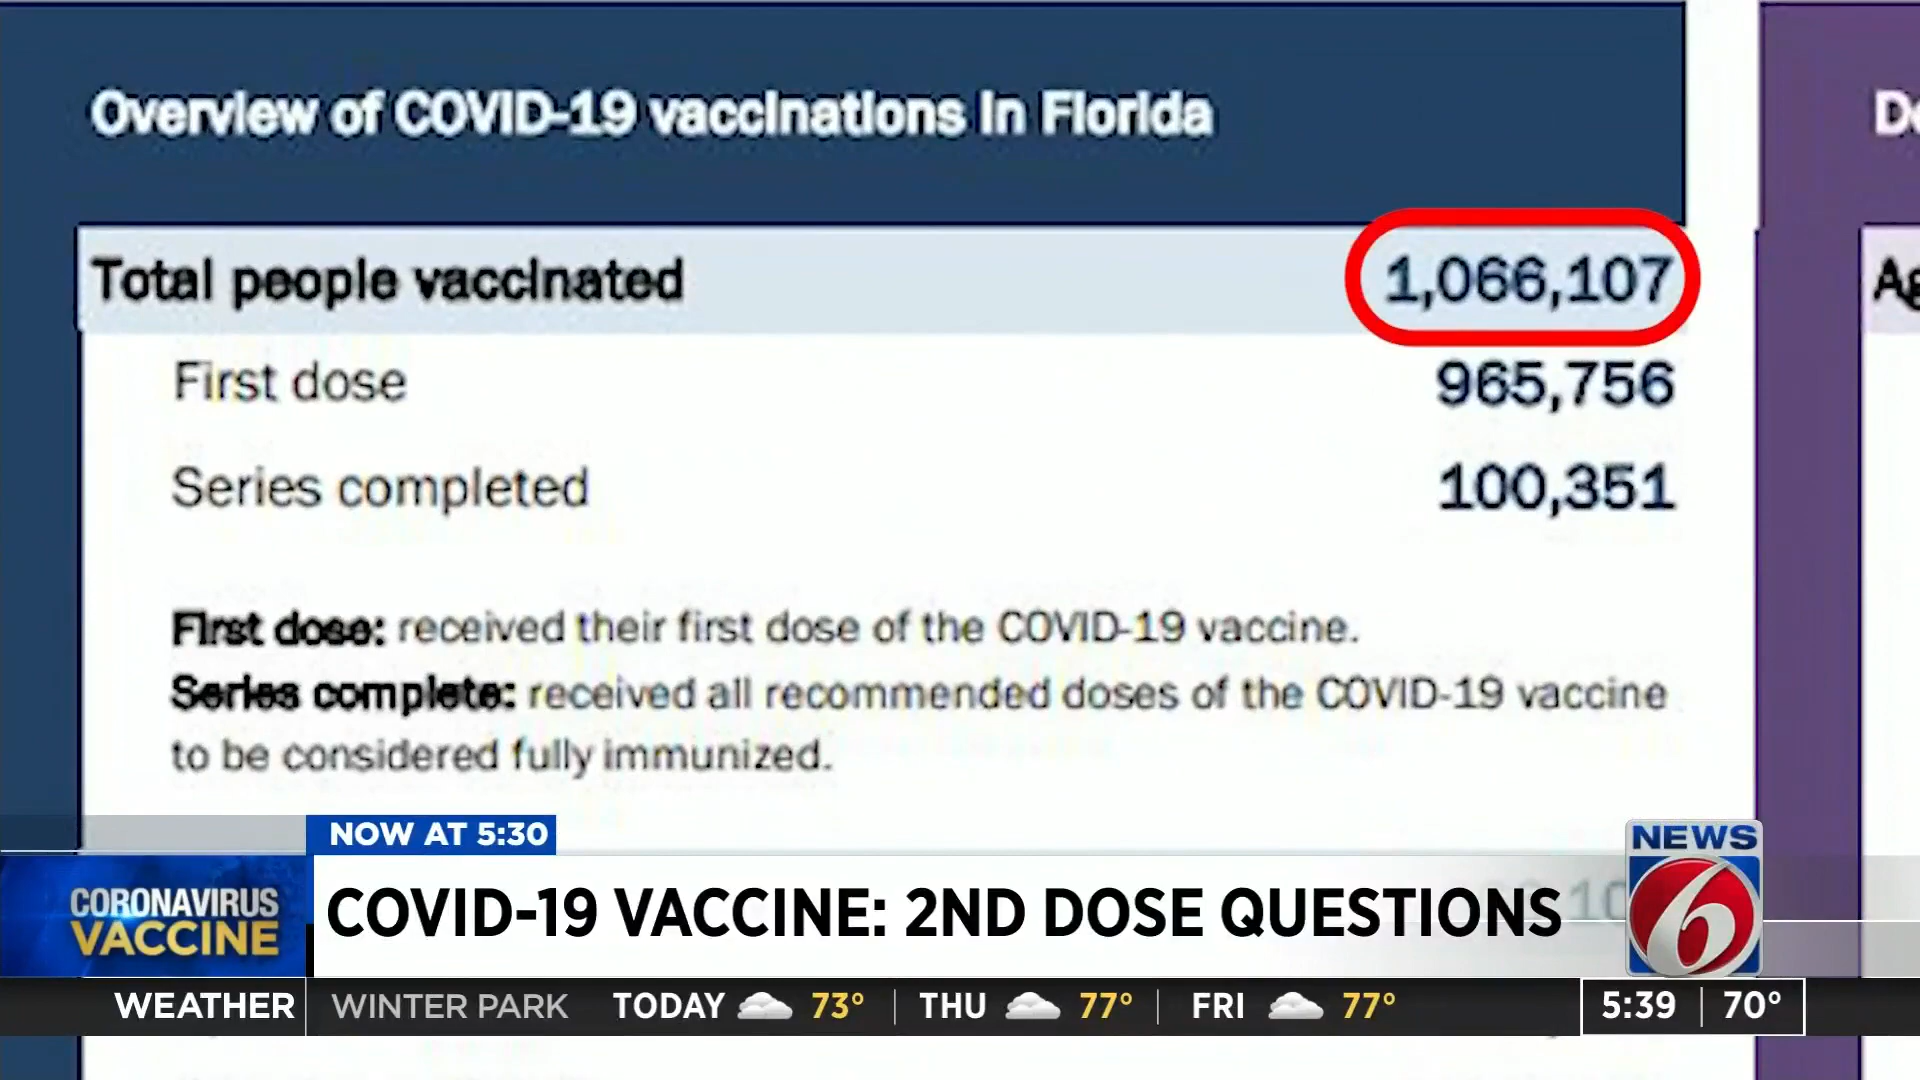 Overview of COVID-19 vaccinations in Florida
Total people vaccinated 1,066,107
First dose 965,756
Series completed 100,351
First dose: received their first dose of the COVID-19 vaccine.
Series complete: received all recommended doses of the COVID-19 vaccine
to be considered fully immunized.
NOW AT 5:30
CORONAVIRUS
VACCINE
COVID-19 VACCINE: 2ND DOSE QUESTIONS
NEWS
6
WEATHER WINTER PARK TODAY 73° THU 77° FRI 77° 5:39 70°